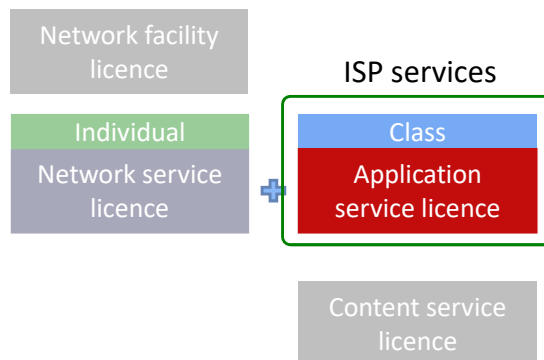 Network facility
licence
ISP services
Individual
Network service
licence
Class
Application
service licence
Content service
licence